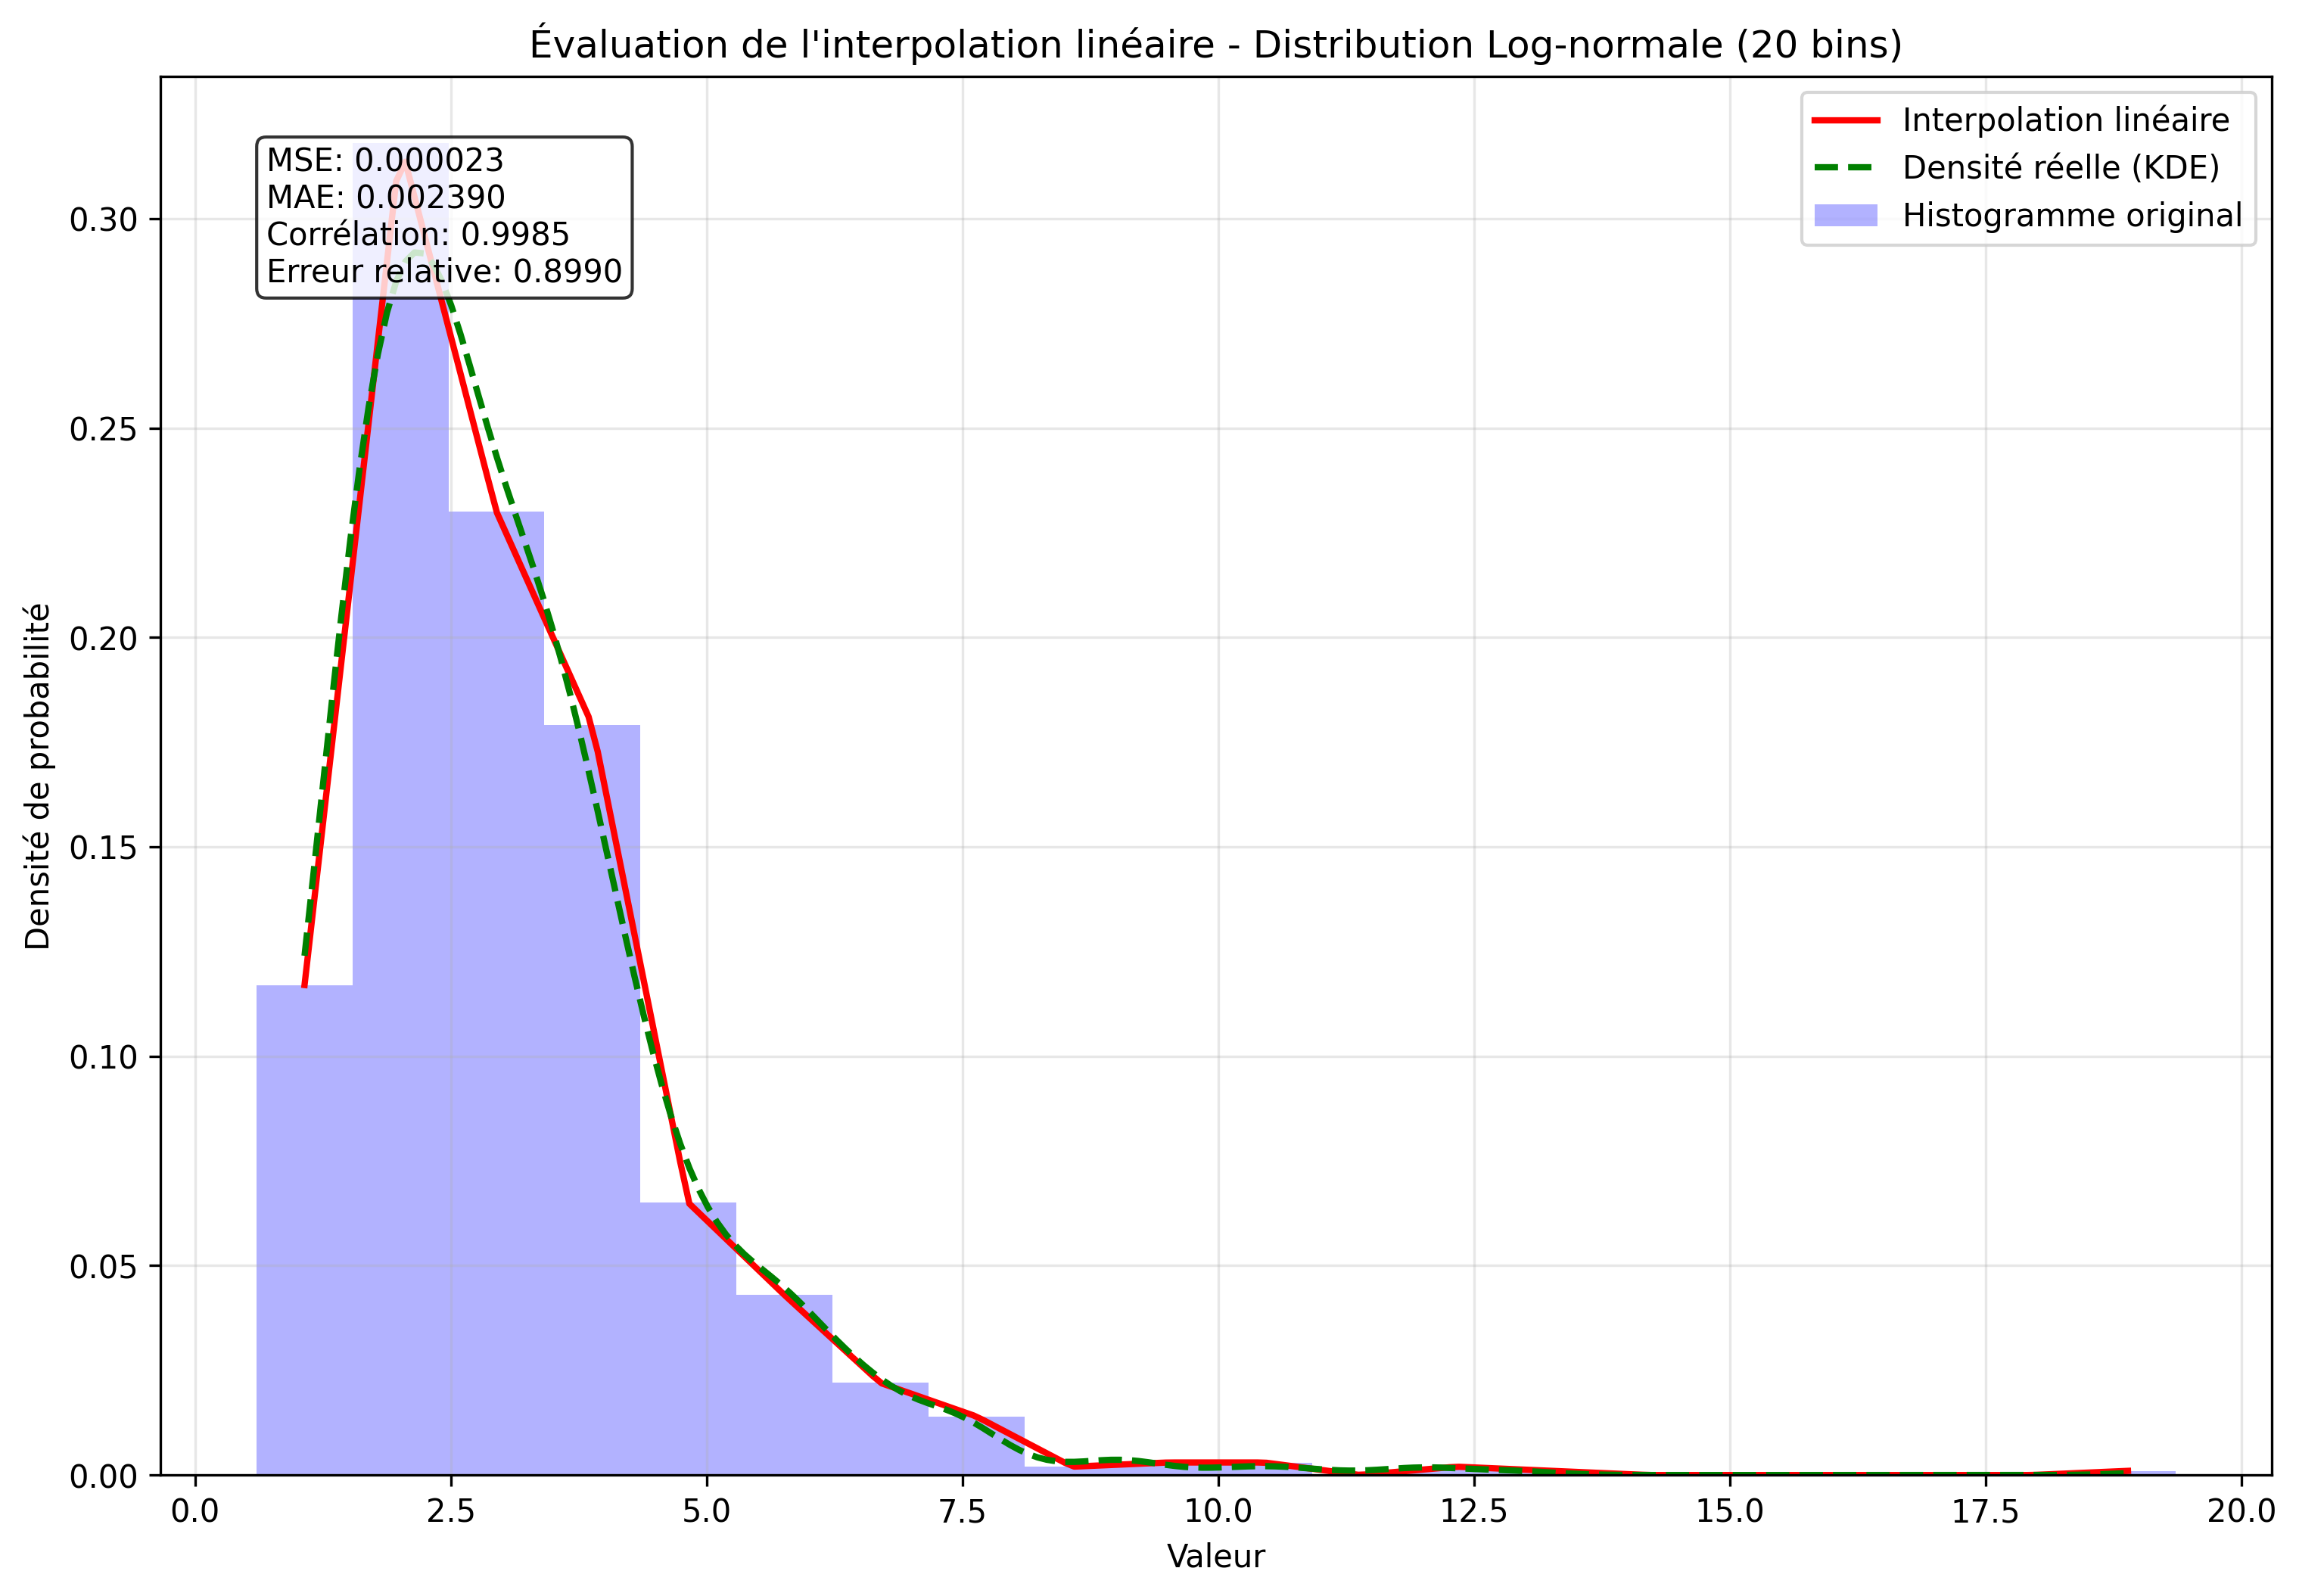 Évaluation de l'interpolation linéaire - Distribution Log-normale (20 bins)
Interpolation linéaire
Densité réelle (KDE)
Histogramme original
MSE: 0.000023
MAE: 0.002390
Corrélation: 0.9985
Erreur relative: 0.8990
Densité de probabilité
0.30
0.25
0.20
0.15
0.10
0.05
0.00
0.0 2.5 5.0 7.5 10.0 12.5 15.0 17.5 20.0
Valeur